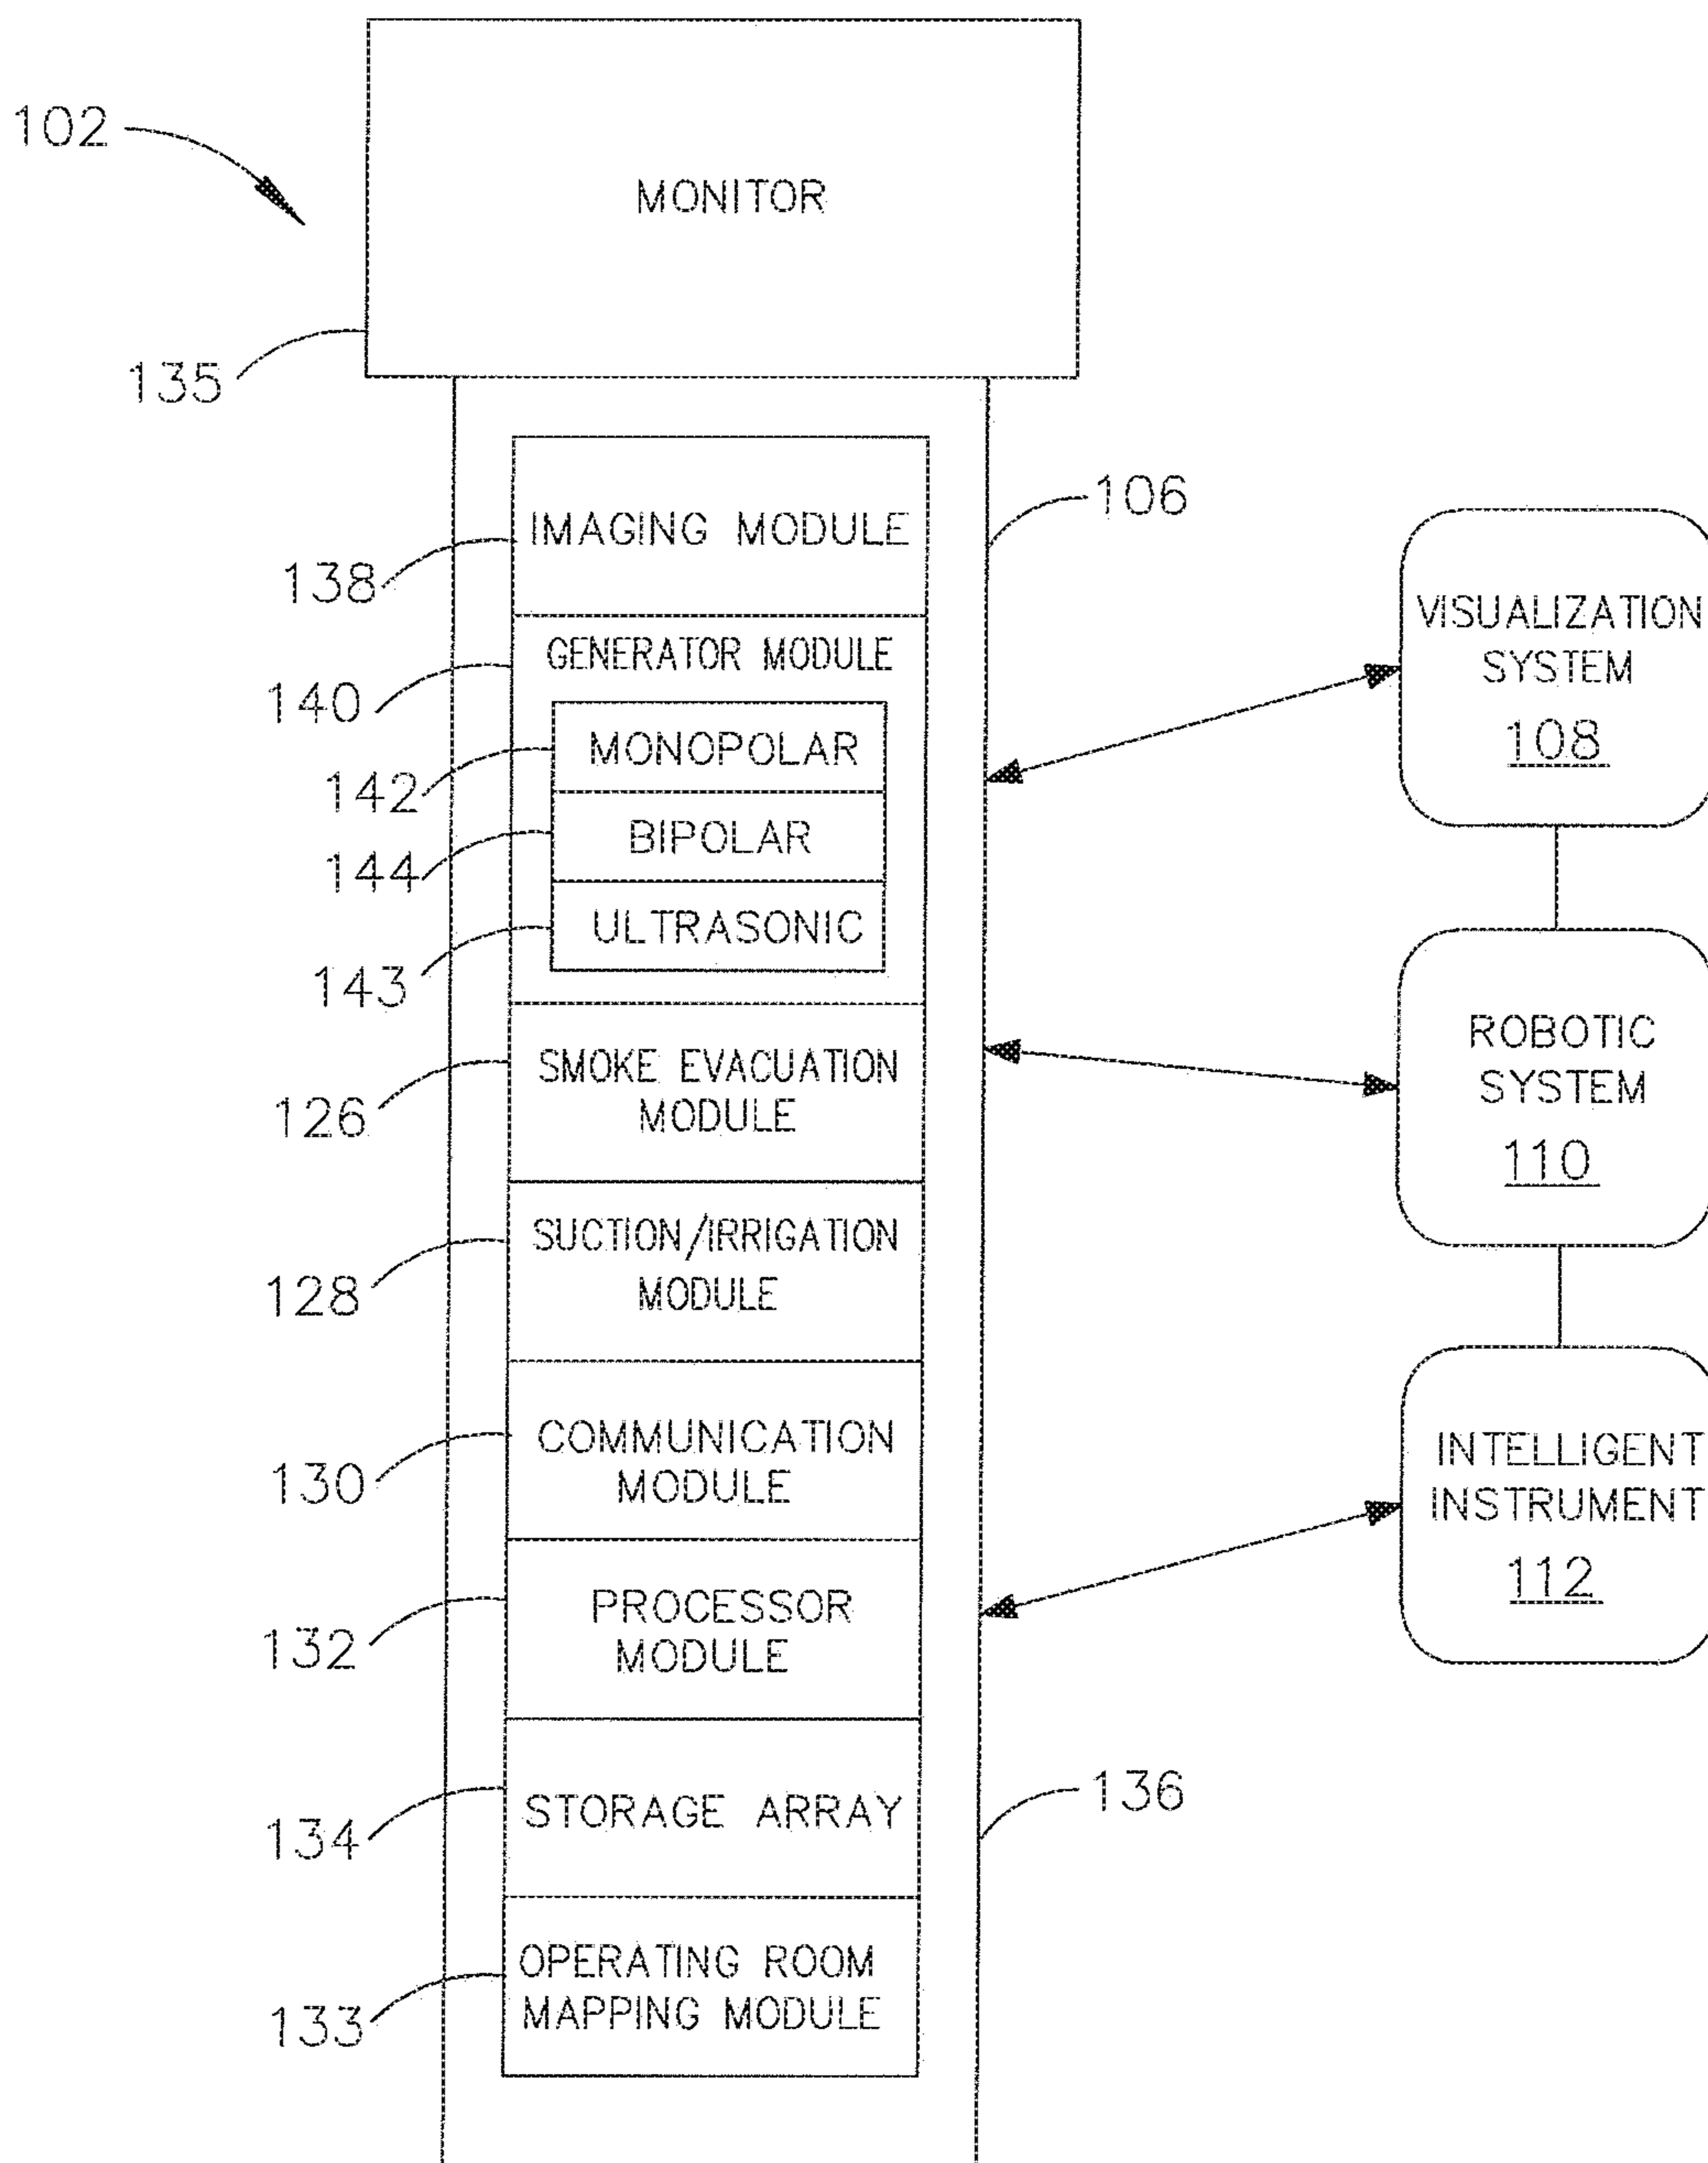 102
MONITOR
135
106
IMAGING MODULE
138
GENERATOR MODULE
140
MONOPOLAR
142
BIPOLAR
144
ULTRASONIC
143
SMOKE EVACUATION
MODULE
126
SUCTION/IRRIGATION
MODULE
128
COMMUNICATION
MODULE
130
PROCESSOR
MODULE
132
STORAGE ARRAY
134
136
OPERATING ROOM
MAPPING MODULE
133
VISUALIZATION
SYSTEM
108
ROBOTIC
SYSTEM
110
INTELLIGENT
INSTRUMENT
112